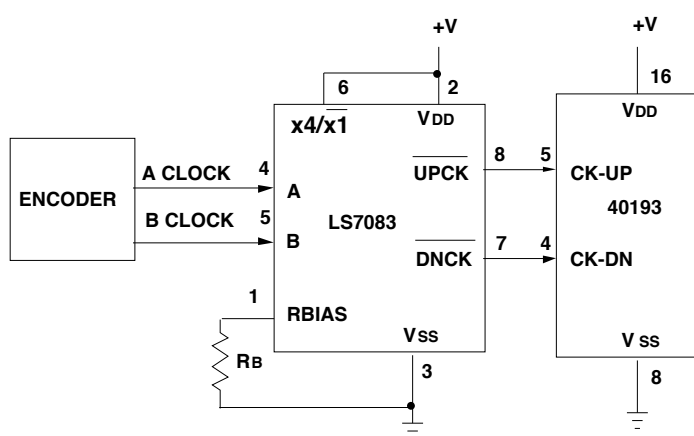 +V
+V
6
2
16
x4/x1
VDD
VDD
ENCODER
A CLOCK
4
A
UPCK
8
5
CK-UP
LS7083
40193
B CLOCK
5
B
DNCK
7
4
CK-DN
1
RBIAS
VSS
VSS
RB
3
8